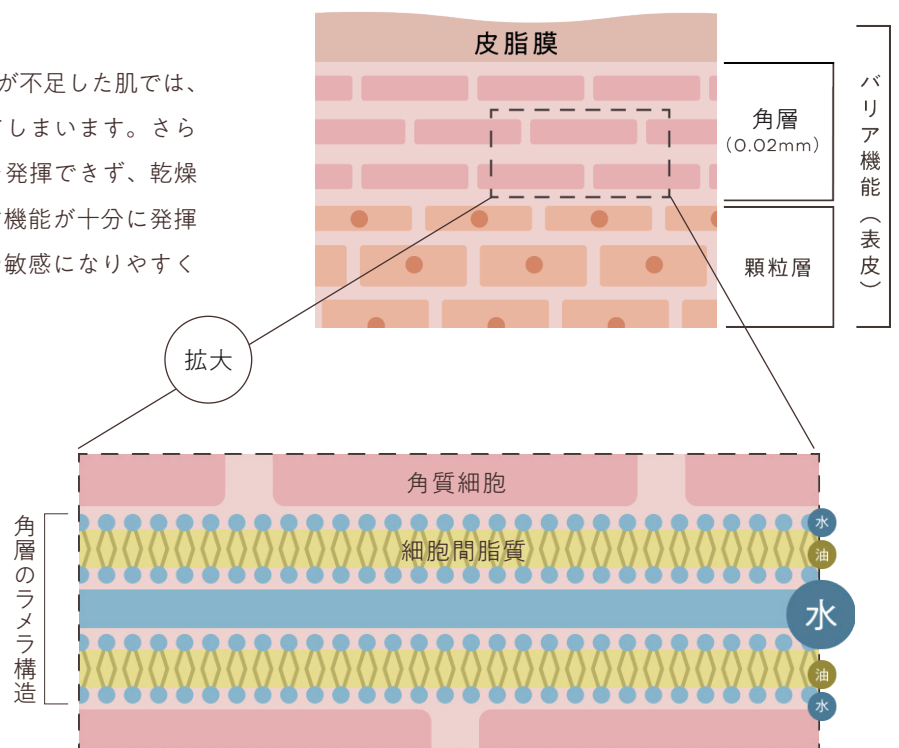 が不足した肌では、
てしまいます。さら
発揮できず、乾燥
機能が十分に発揮
敏感になりやすく
皮脂膜
角層
(0.02mm)
顆粒層
バリア機能（表皮）
拡大
角質細胞
細胞間脂質
角層のラメラ構造
水
油
水
油
水